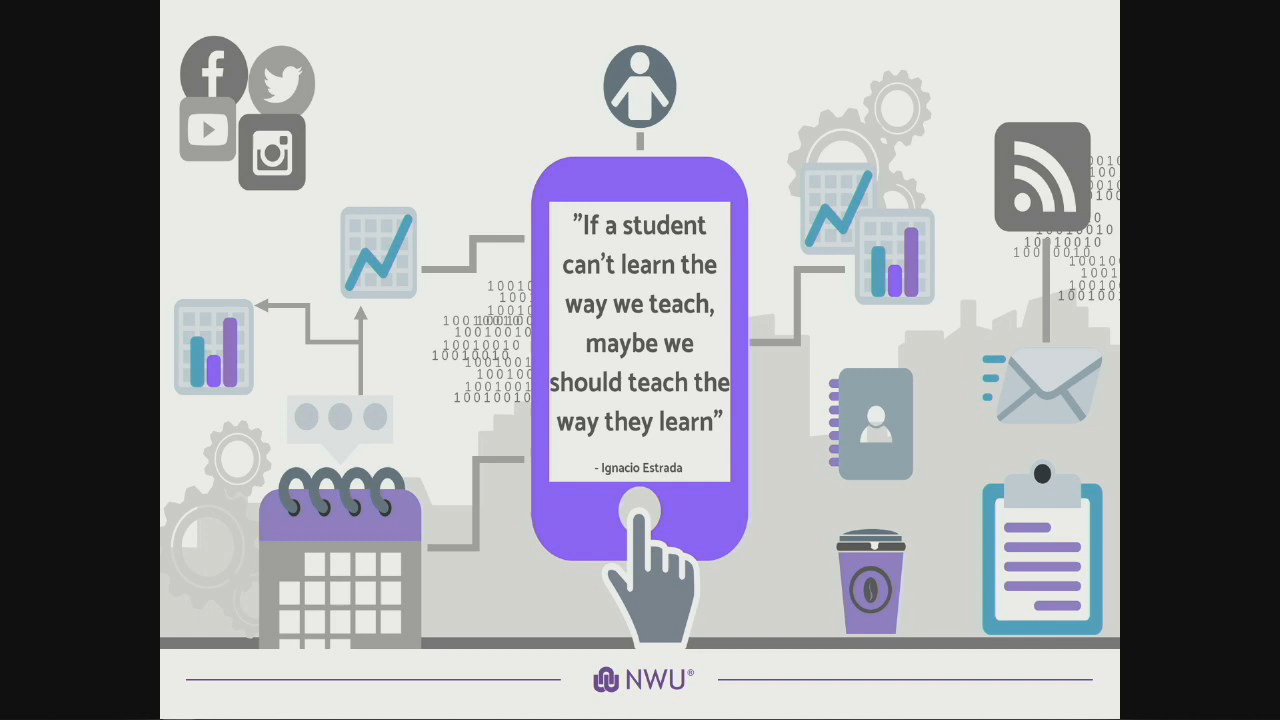 ”If a student
can’t learn the
way we teach,
maybe we
should teach the
way they learn”
- Ignacio Estrada
NWU®